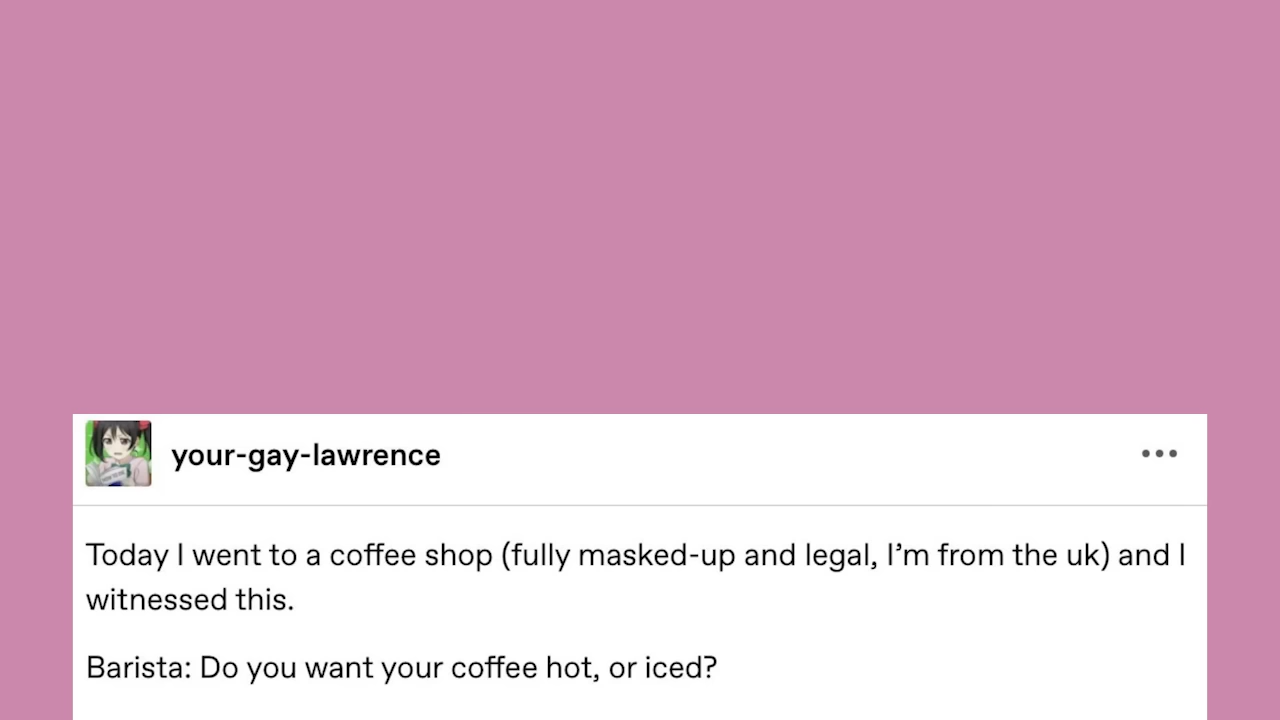 your-gay-lawrence
Today I went to a coffee shop (fully masked-up and legal, I’m from the uk) and I
witnessed this.
Barista: Do you want your coffee hot, or iced?